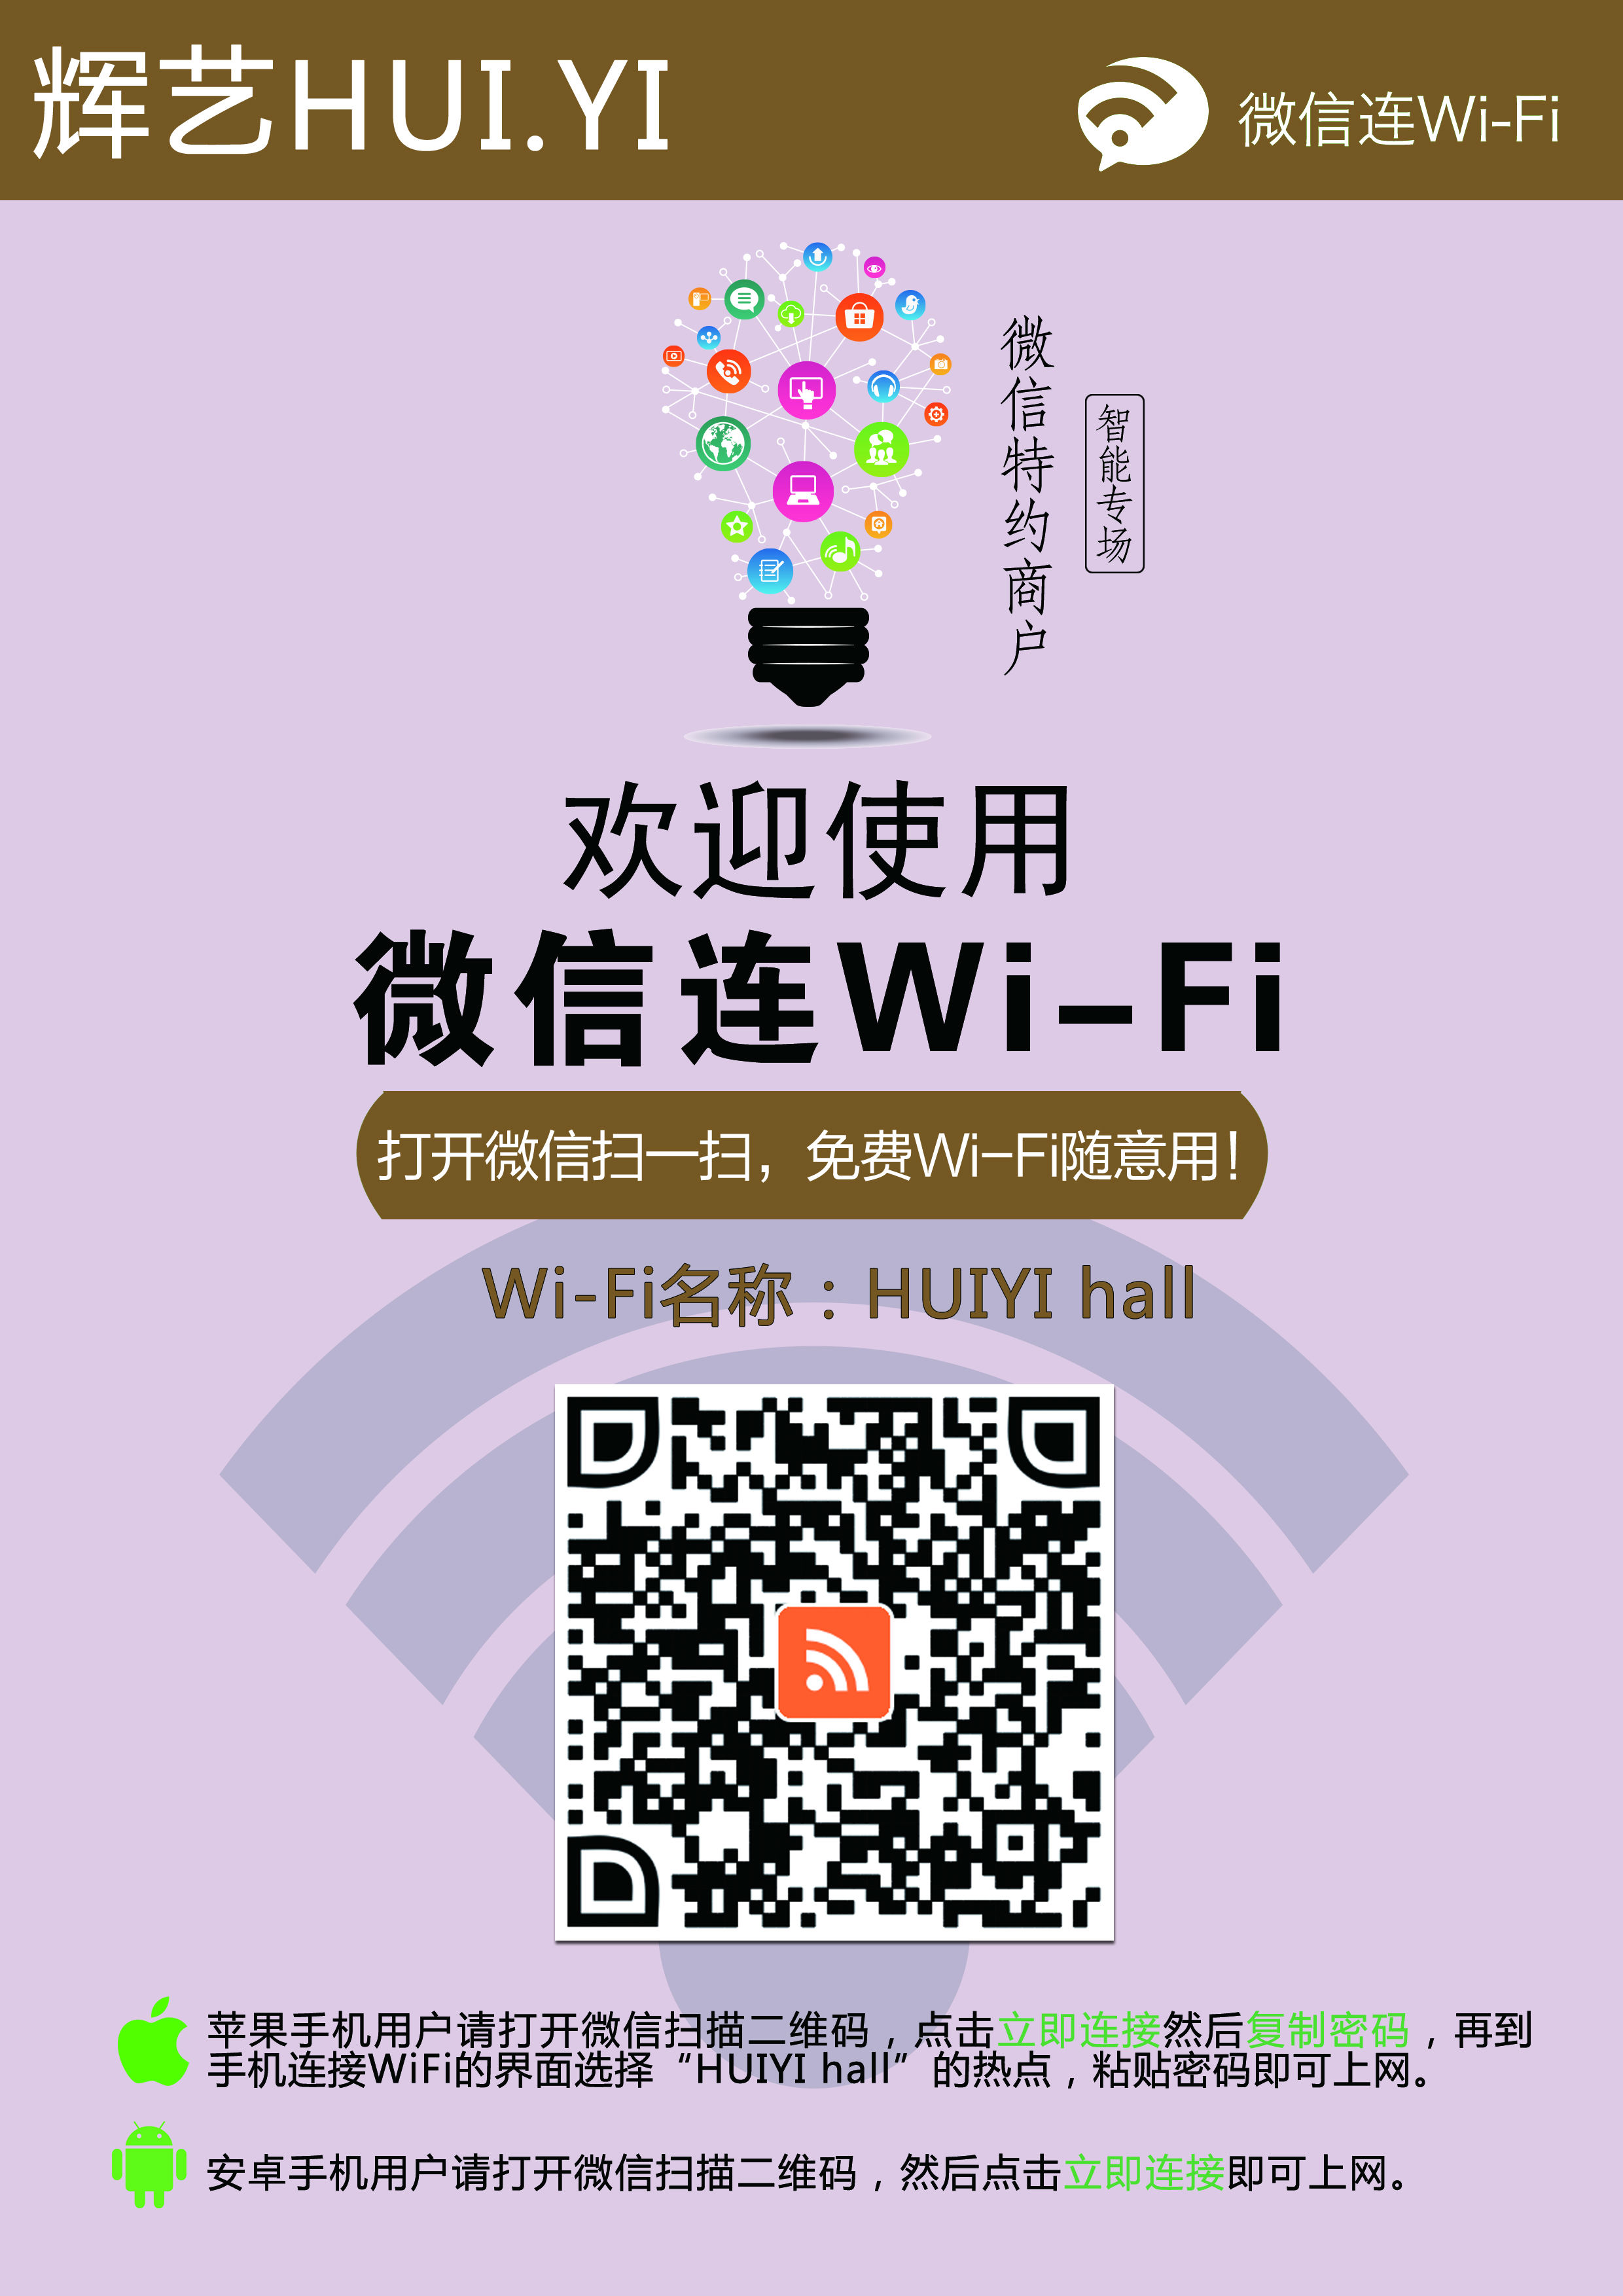 辉艺HUI.YI
微信连Wi-Fi
微信特约商户
智能专场
欢迎使用
微信连Wi-Fi
打开微信扫一扫，免费Wi-Fi随意用！
Wi-Fi名称：HUIYI hall
苹果手机用户请打开微信扫描二维码，点击立即连接然后复制密码，再到
手机连接WiFi的界面选择“HUIYI hall”的热点，粘贴密码即可上网。
安卓手机用户请打开微信扫描二维码，然后点击立即连接即可上网。